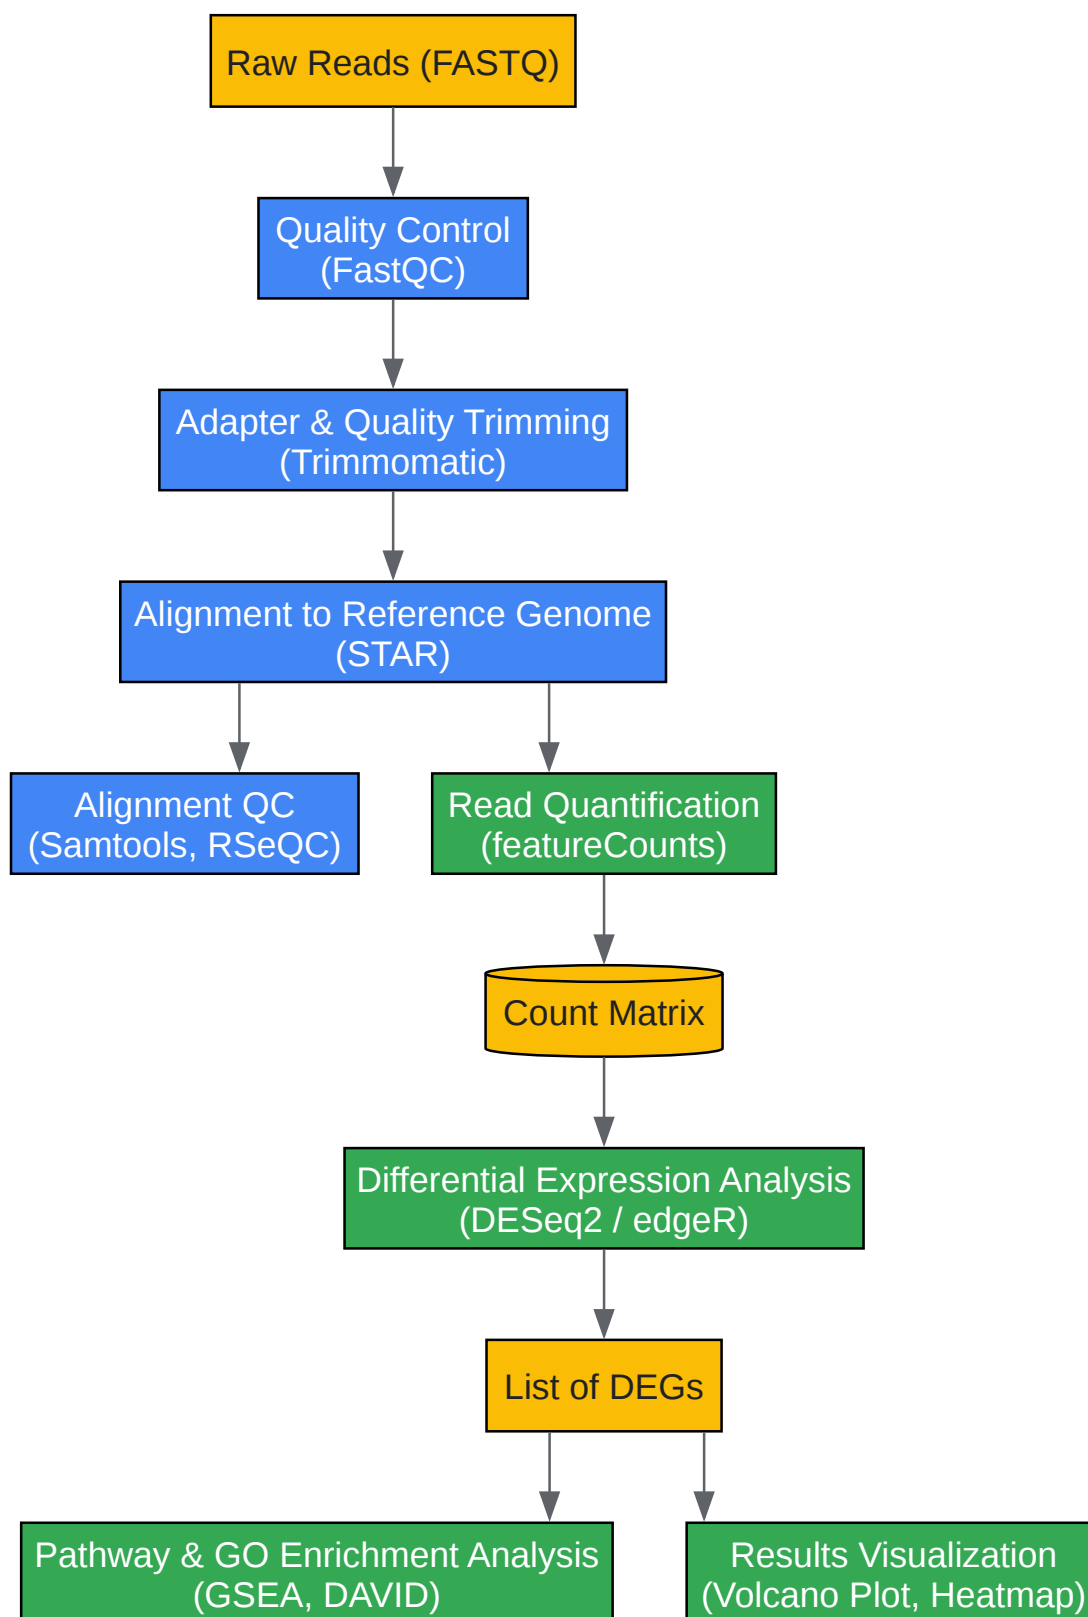 Raw Reads (FASTQ)
Quality Control
(FastQC)
Adapter & Quality Trimming
(Trimmomatic)
Alignment to Reference Genome
(STAR)
Alignment QC
(Samtools, RSeQC)
Read Quantification
(featureCounts)
Count Matrix
Differential Expression Analysis
(DESeq2 / edgeR)
List of DEGs
Pathway & GO Enrichment Analysis
(GSEA, DAVID)
Results Visualization
(Volcano Plot, Heatmap)